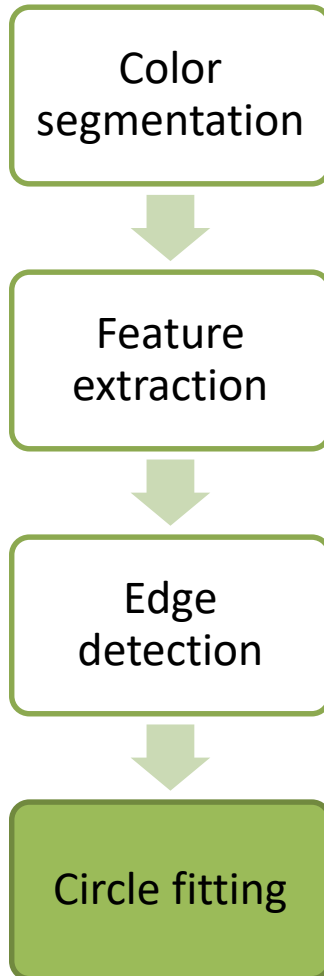 Color
segmentation
Feature
extraction
Edge
detection
Circle fitting